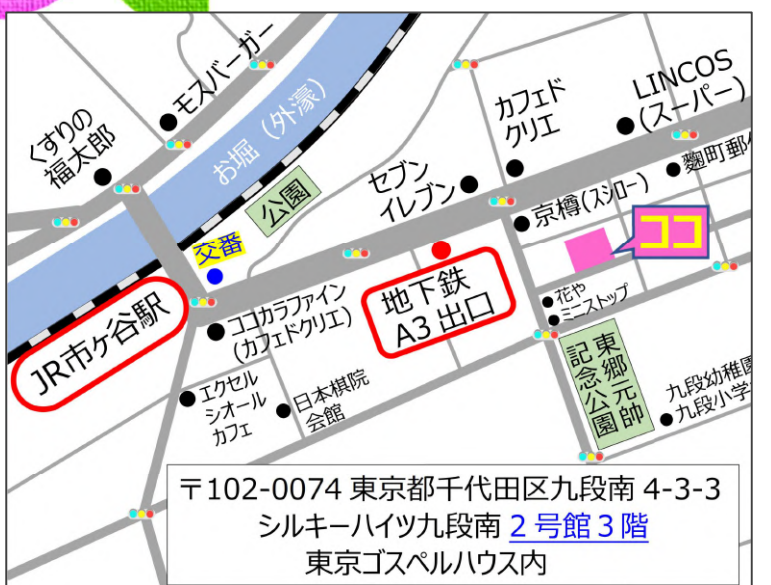 モスバーガー
くすりの
福太郎
お堀（外濠）
公園
交番
JR市ヶ谷駅
セブン
イレブン
カフェド
クリエ
LINCOS
(スーパー)
麴町郵
京樽(スシロー)
ココ
地下鉄
A3 出口
ココカラファイン
(カフェドクリエ)
花や
ミニストップ
エクセル
シオール
カフェ
日本棋院
会館
東郷元帥
記念公園
九段幼稚園
九段小学
〒102-0074 東京都千代田区九段南 4-3-3
シルキーハイツ九段南 2 号館 3 階
東京ゴスペルハウス内